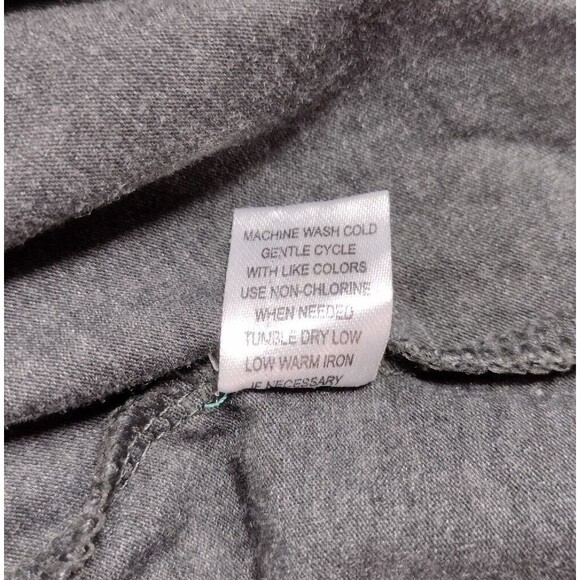 MACHINE WASH COLD
GENTLE CYCLE
WITH LIKE COLORS
USE NON-CHLORINE
WHEN NEEDED
TUMBLE DRY LOW
LOW WARM IRON
IF NECESSARY